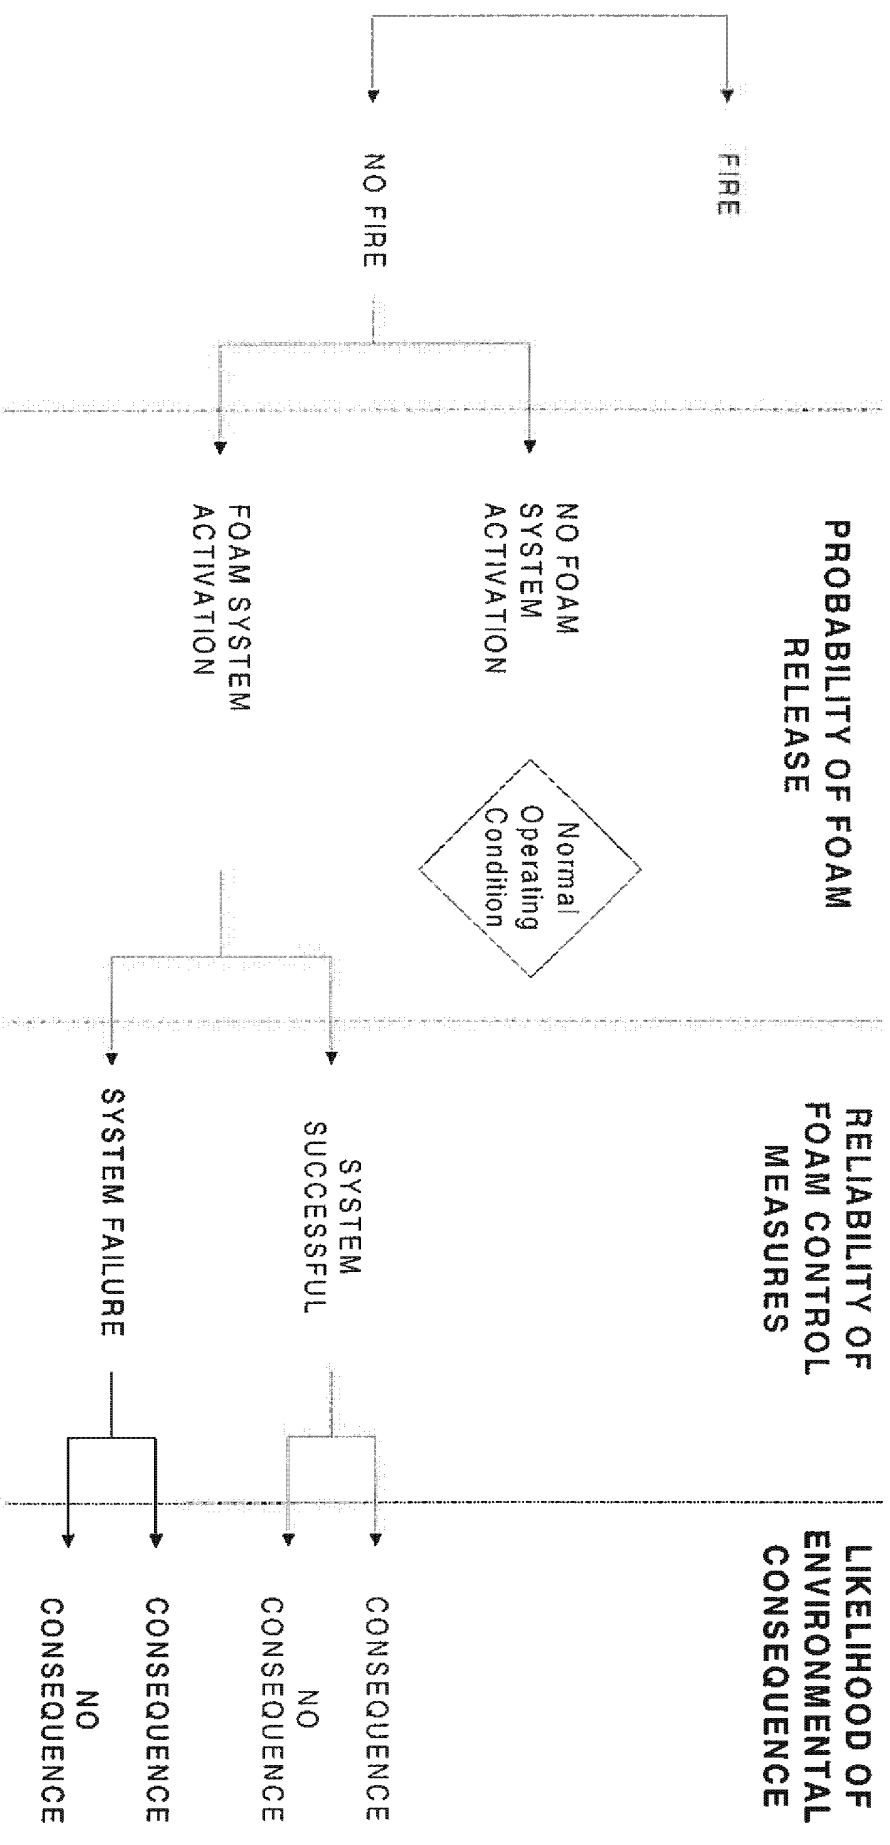 PROBABILITY OF FOAM
RELEASE
RELIABILITY OF
FOAM CONTROL
MEASURES
LIKELIHOOD OF
ENVIRONMENTAL
CONSEQUENCE
FIRE
NO FIRE
NO FOAM
SYSTEM
ACTIVATION
Normal
Operating
Condition
FOAM SYSTEM
ACTIVATION
SYSTEM
SUCCESSFUL
SYSTEM FAILURE
CONSEQUENCE
NO
CONSEQUENCE
CONSEQUENCE
NO
CONSEQUENCE